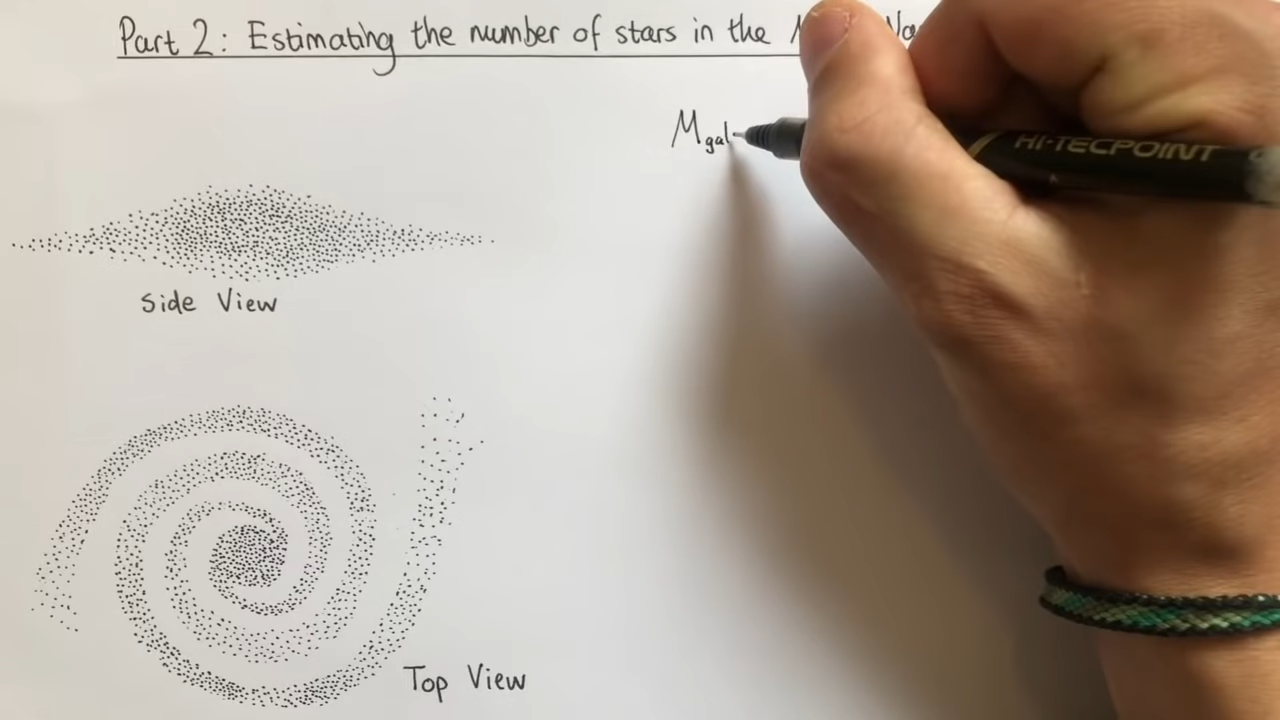 Part 2: Estimating the number of stars in the
Mgal
HI-TECPOINT
Side View
Top View